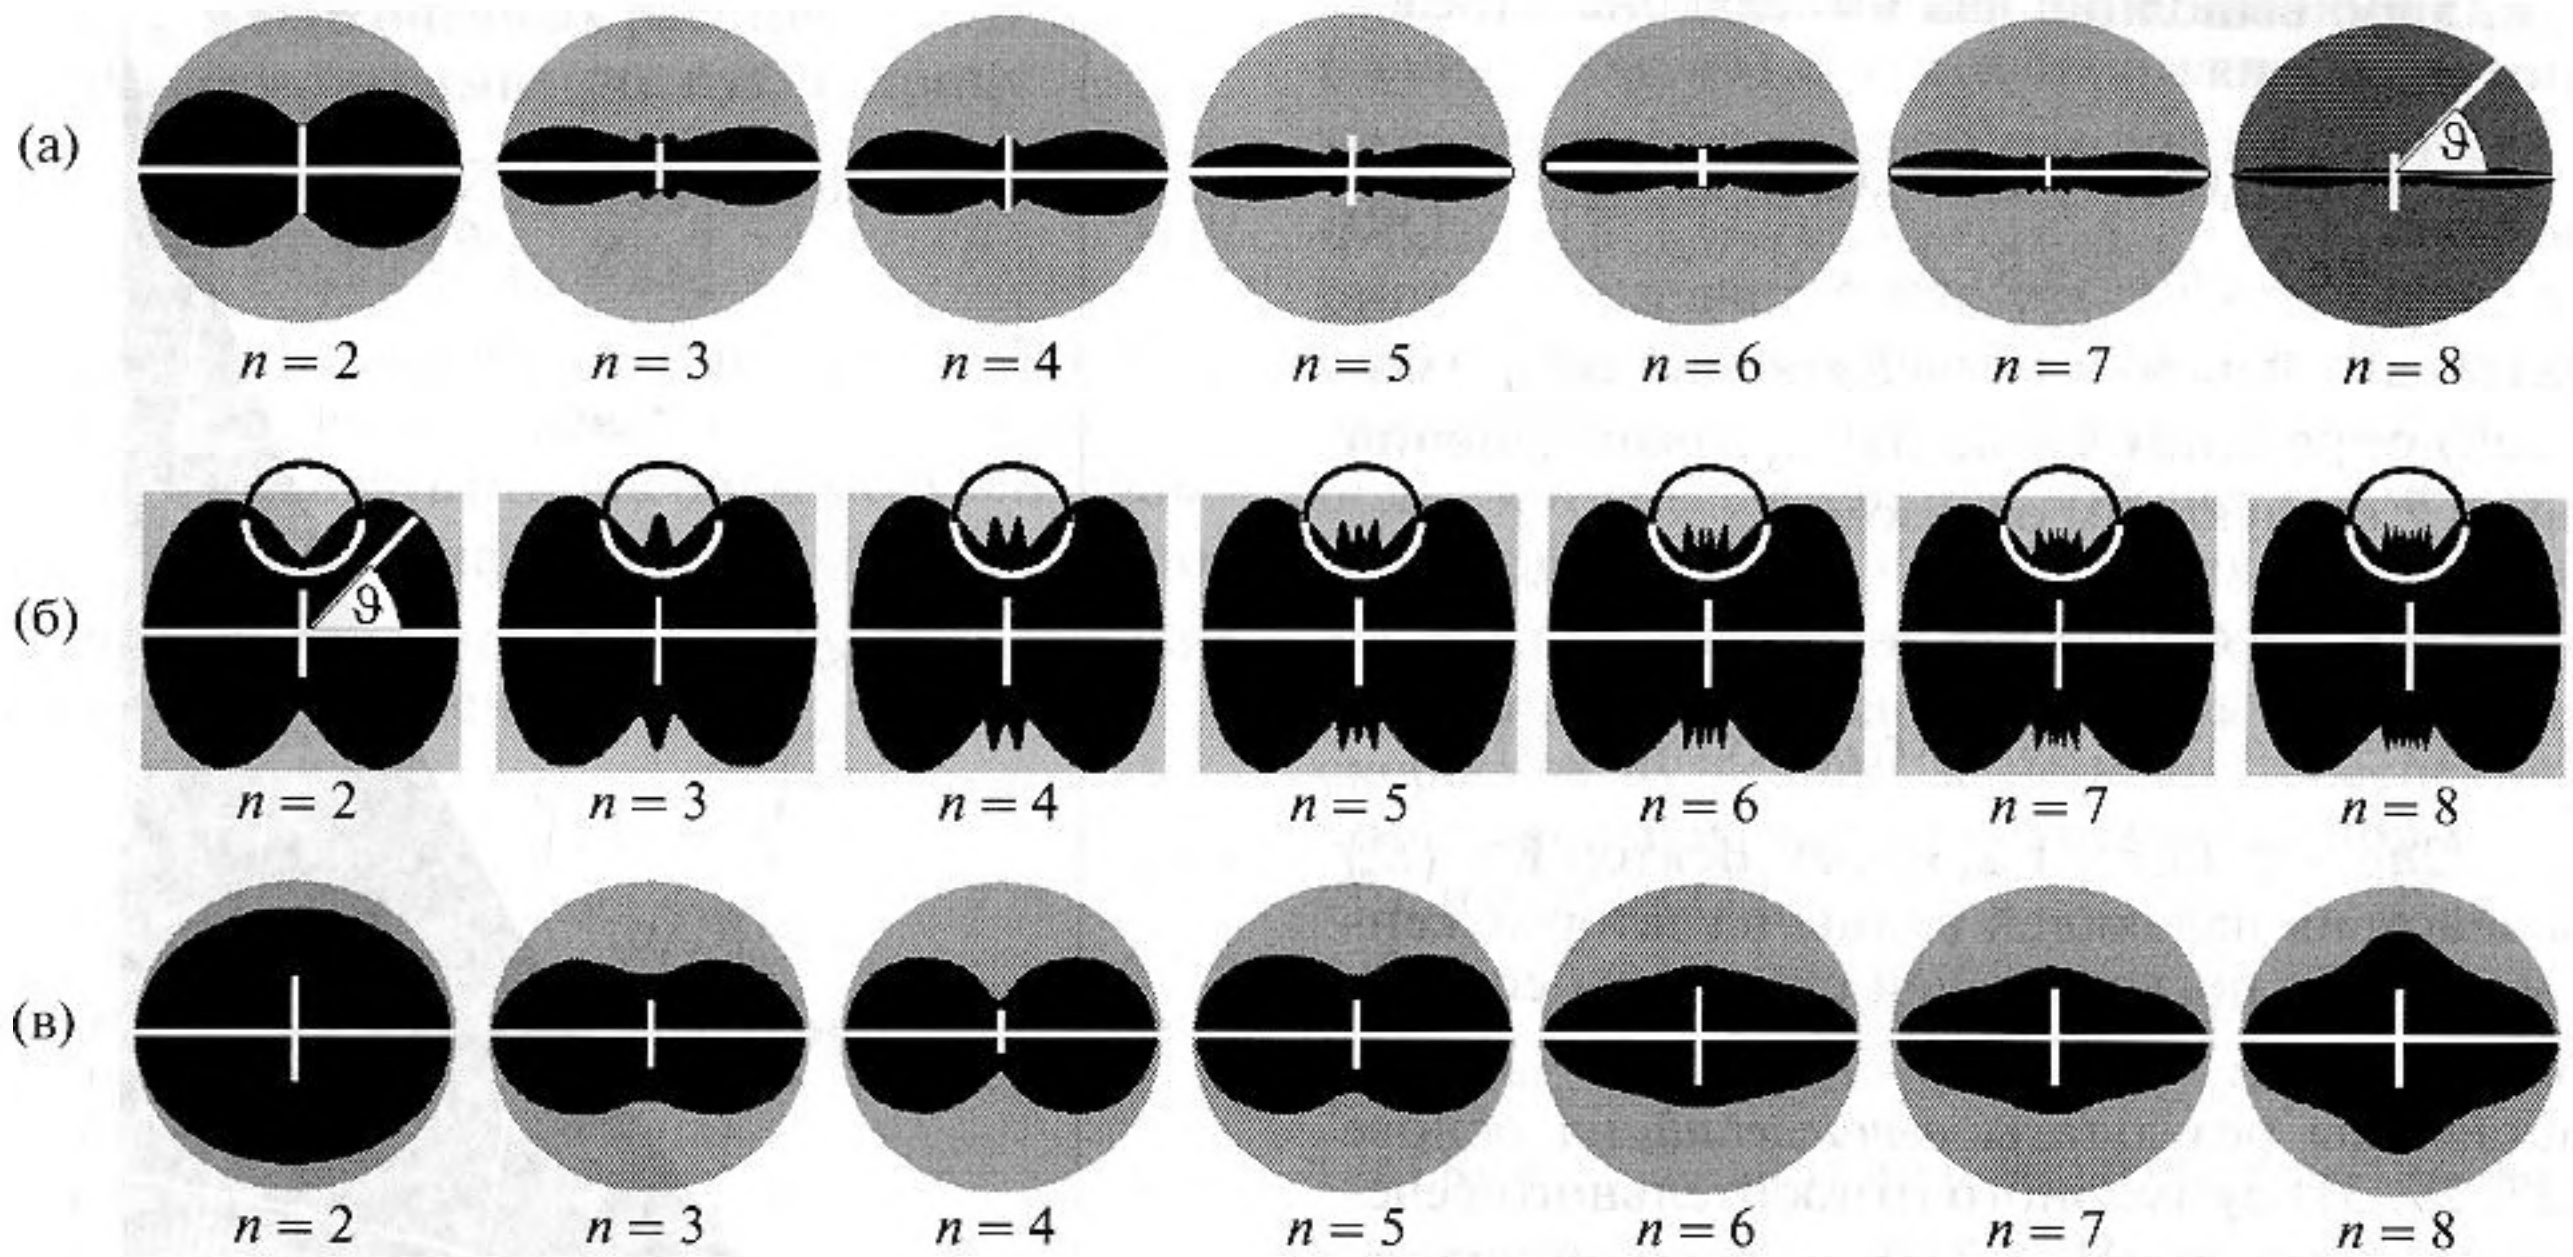 (а)
ϑ
n = 2 n = 3 n = 4 n = 5 n = 6 n = 7 n = 8
(б)
ϑ
n = 2 n = 3 n = 4 n = 5 n = 6 n = 7 n = 8
(в)
n = 2 n = 3 n = 4 n = 5 n = 6 n = 7 n = 8